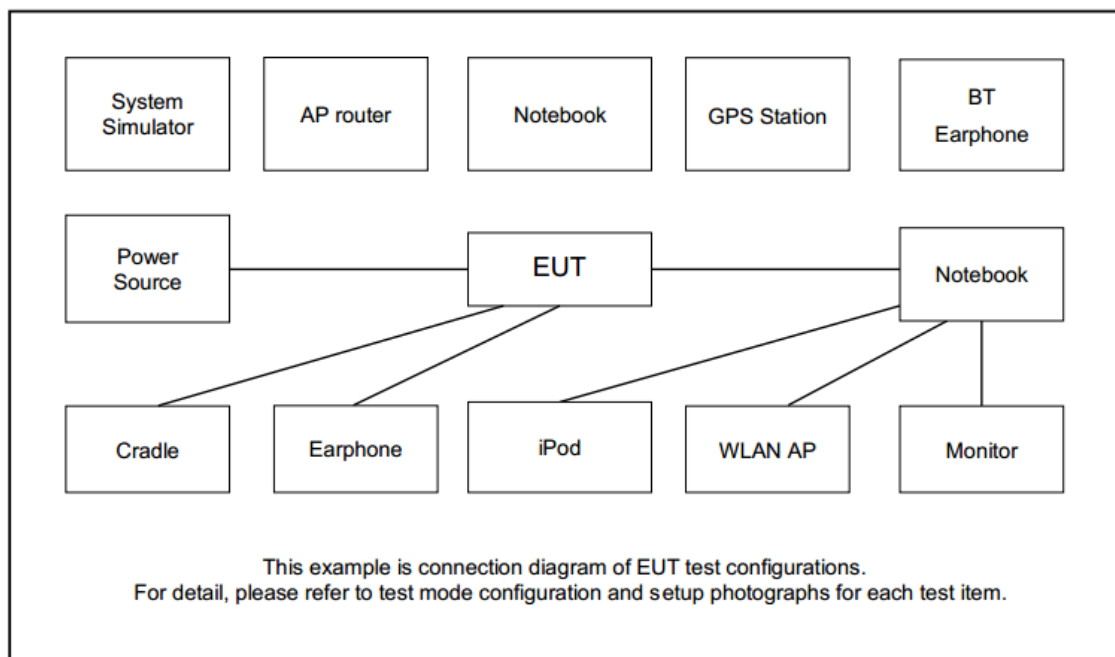 System
Simulator
AP router
Notebook
GPS Station
BT
Earphone
Power
Source
EUT
Notebook
Cradle
Earphone
iPod
WLAN AP
Monitor
This example is connection diagram of EUT test configurations.
For detail, please refer to test mode configuration and setup photographs for each test item.